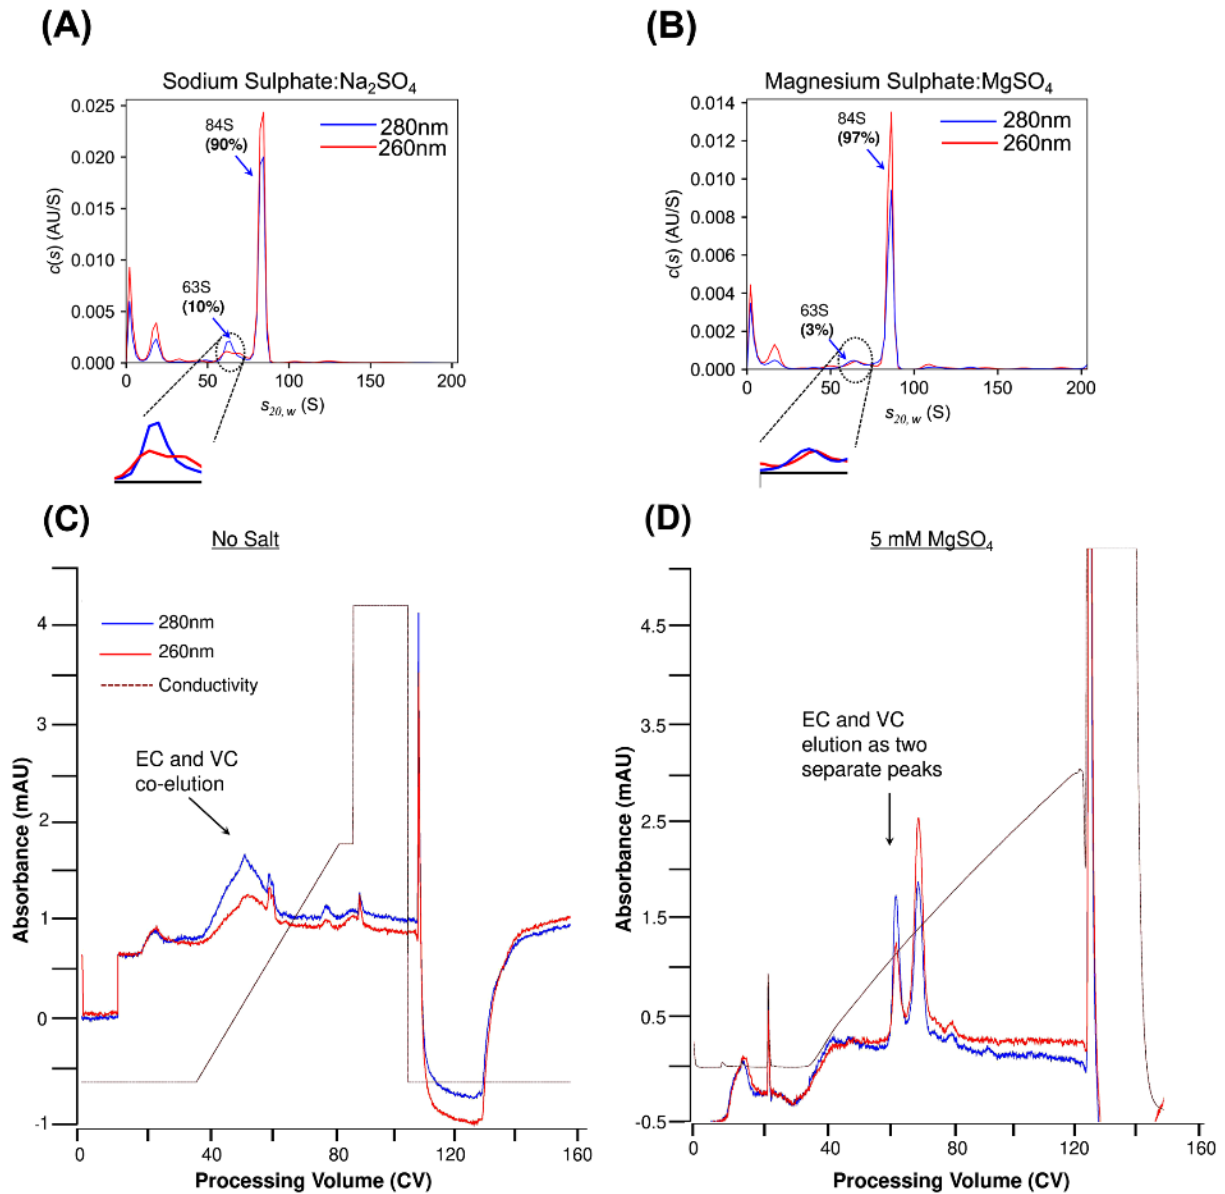 (A)
Sodium Sulphate:Na₂SO₄
0.025
0.020
0.015
0.010
0.005
0.000
c(s) (AU/S)
84S
(90%)
63S
(10%)
280nm
260nm
0 50 100 150 200
s20, w (S)
(B)
Magnesium Sulphate:MgSO₄
0.014
0.012
0.010
0.008
0.006
0.004
0.002
0.000
c(s) (AU/S)
84S
(97%)
63S
(3%)
280nm
260nm
0 50 100 150 200
s20, w (S)
(C)
No Salt
4
3
2
1
0
-1
Absorbance (mAU)
280nm
260nm
Conductivity
EC and VC
co-elution
0 40 80 120 160
Processing Volume (CV)
(D)
5 mM MgSO₄
4.5
3.5
2.5
1.5
0.5
-0.5
Absorbance (mAU)
EC and VC
elution as two
separate peaks
0 40 80 120 160
Processing Volume (CV)